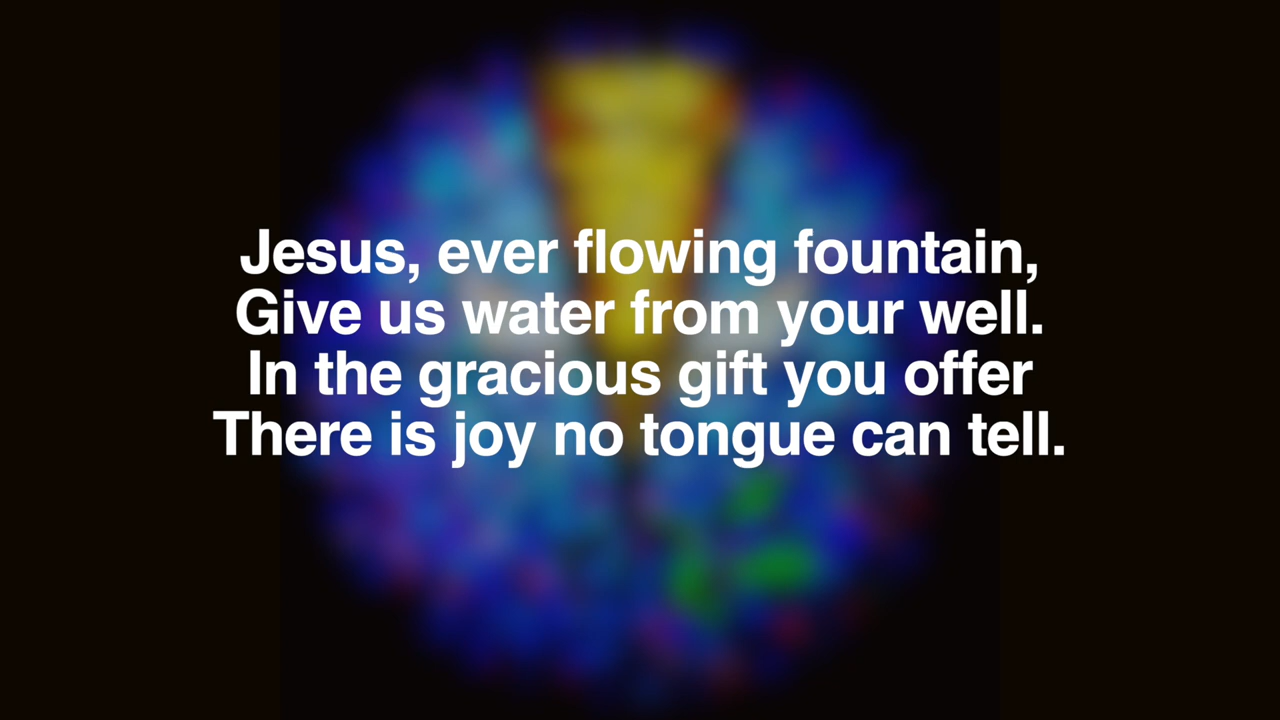 Jesus, ever flowing fountain,
Give us water from your well.
In the gracious gift you offer
There is joy no tongue can tell.